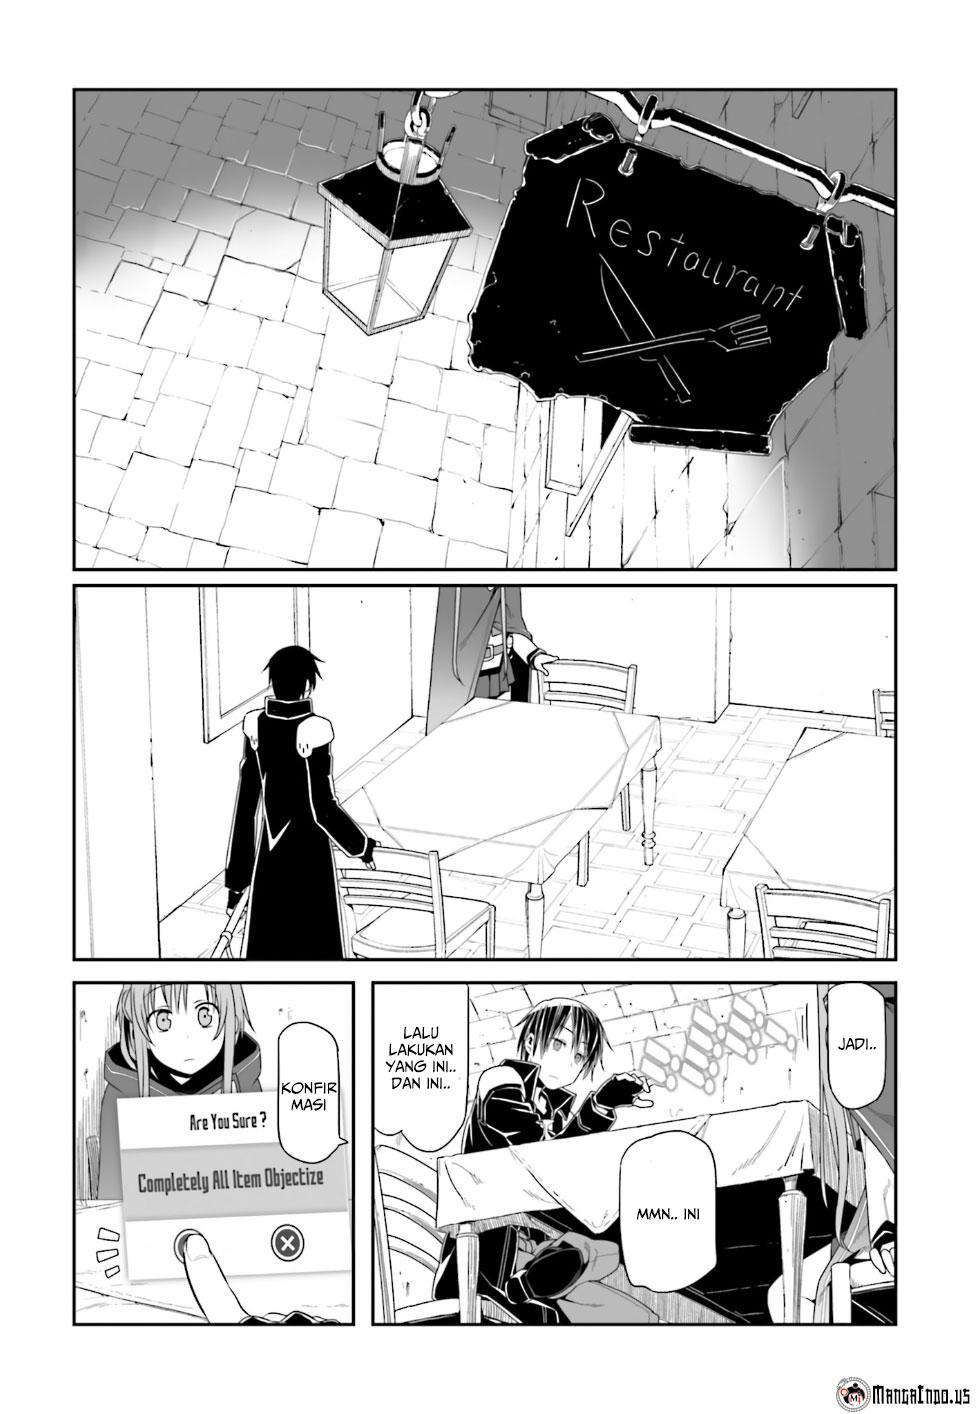 Restaurant
JADI..
LALU
LAKUKAN
YANG INI..
DAN INI..
MMN.. INI
KONFIR
MASI
Are You Sure ?
Completely All Item Objectize
MangaIndo.us